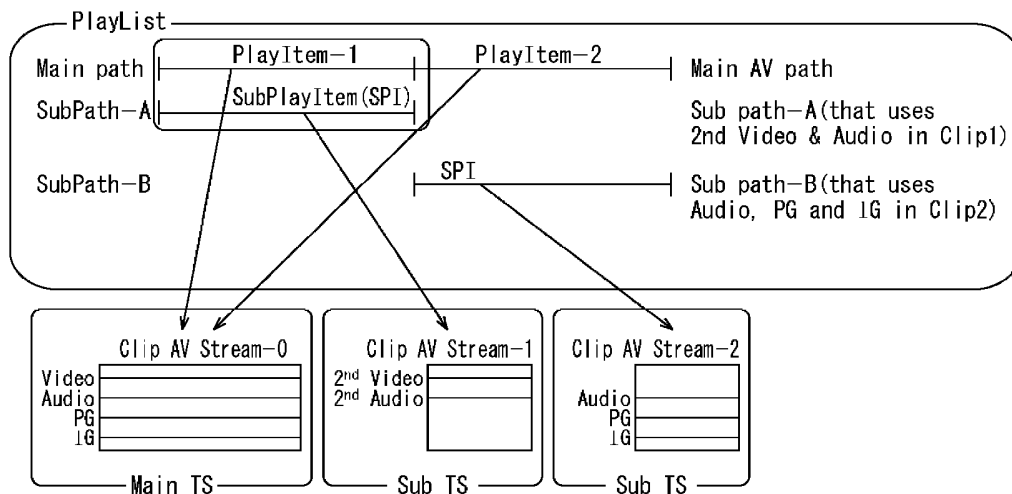 PlayList
Main path PlayItem-1 PlayItem-2 Main AV path
SubPath-A SubPlayItem(SPI) Sub path-A(that uses
2nd Video & Audio in Clip1)
SubPath-B SPI Sub path-B(that uses
Audio, PG and IG in Clip2)
Clip AV Stream-0 Clip AV Stream-1 Clip AV Stream-2
Video 2nd Video
Audio 2nd Audio Audio
PG PG
IG IG
Main TS Sub TS Sub TS